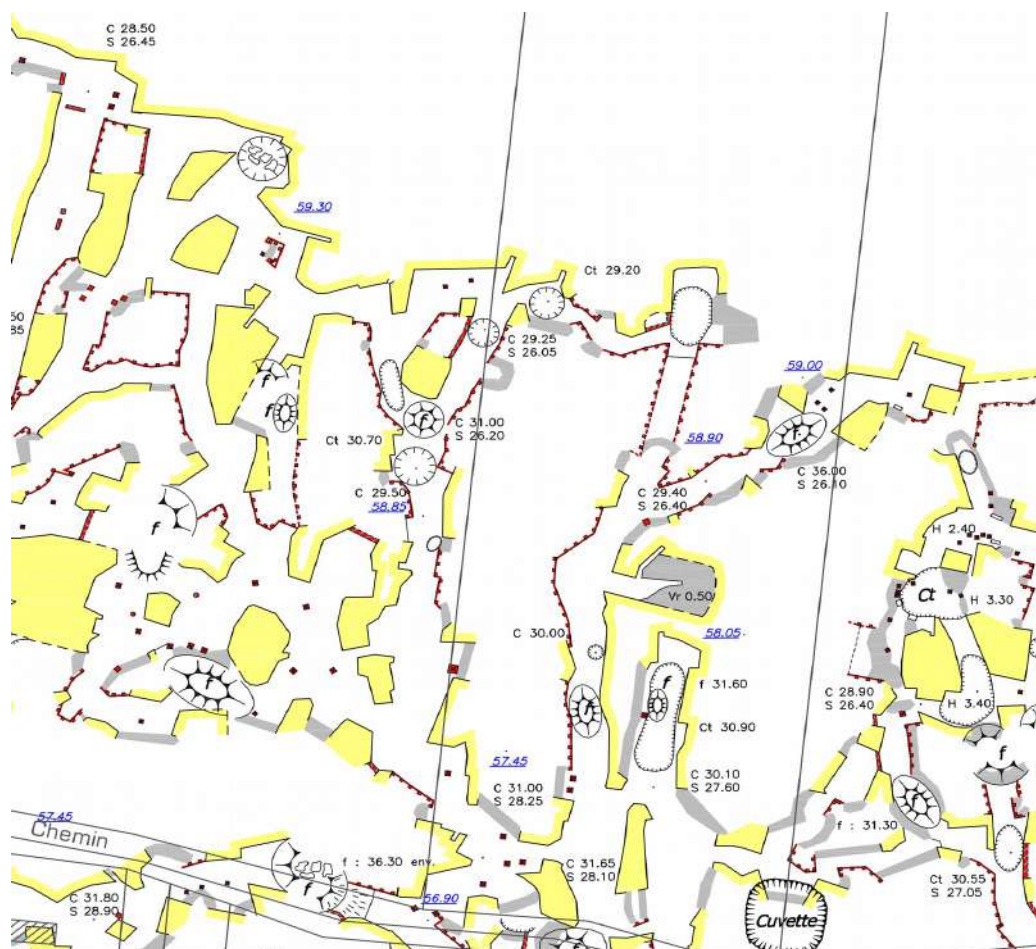 C 28.50
S 26.45
59.30
Ct 29.20
50
85
C 29.25
S 26.05
59.00
f
f
f
C 31.00
S 26.20
f
Ct 30.70
58.90
C 36.00
S 26.10
C 29.50
58.85
C 29.40
S 26.40
f
H 2.40
Vr 0.50
Ct
H 3.30
C 30.00
58.05
f
f
f 31.60
C 28.90
S 26.40
H 3.40
f
f
Ct 30.90
57.45
f
C 30.10
S 27.60
C 31.00
S 28.25
f
57.45
Chemin
f : 31.30
f : 36.30 env.
C 31.65
S 28.10
Ct 30.55
S 27.05
f
C 31.80
S 28.90
56.90
Cuvette